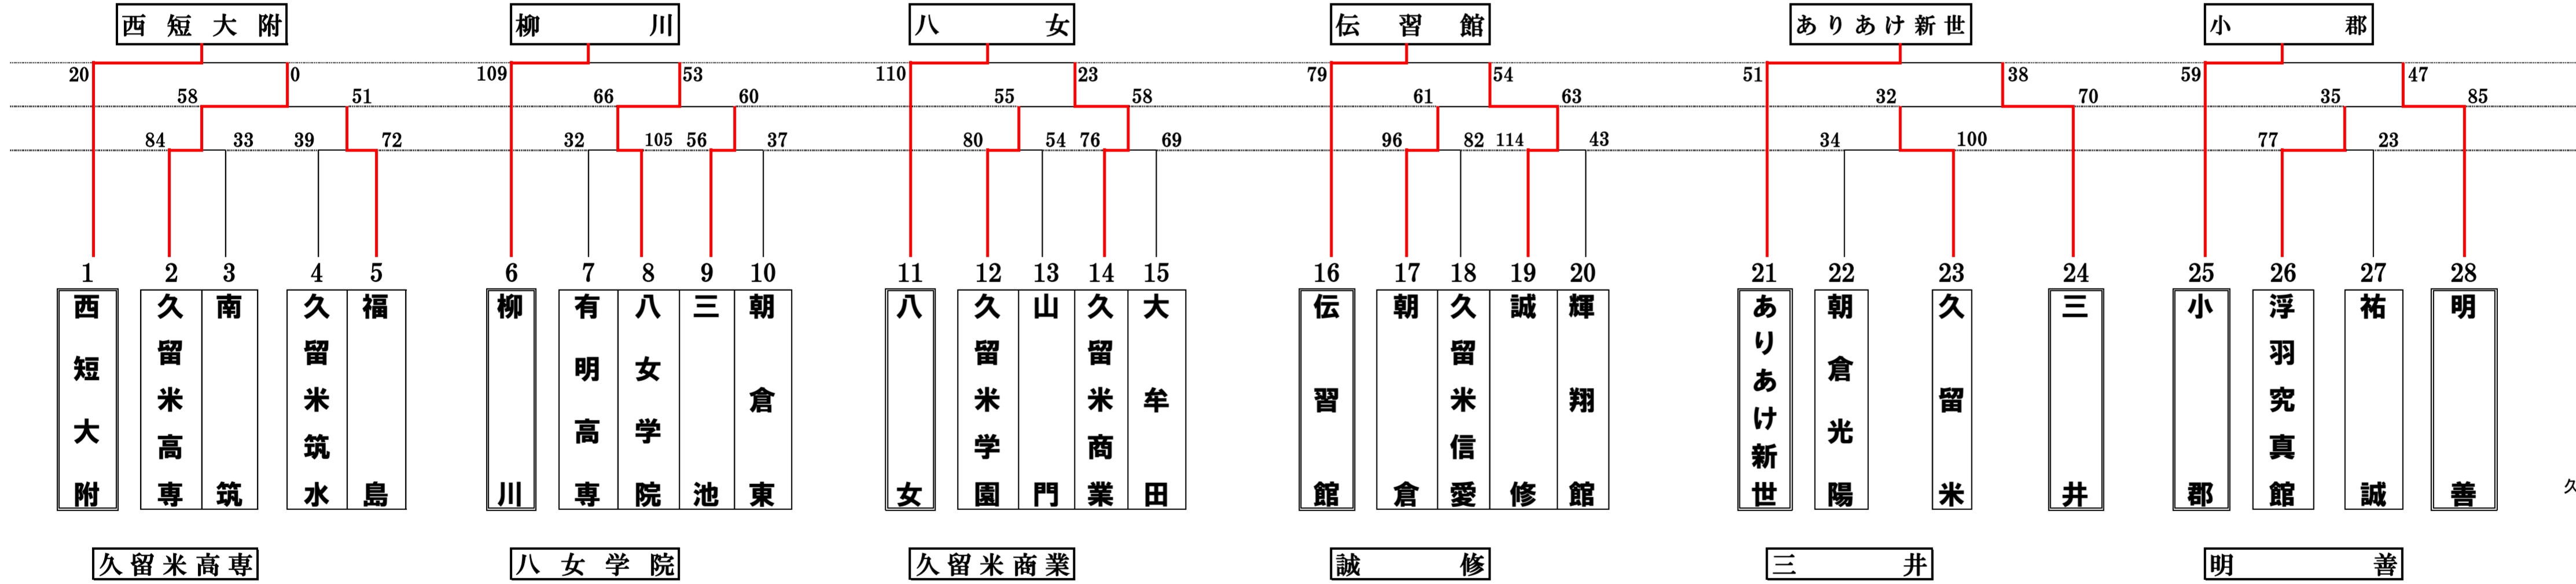 西短大附 柳川 八女 伝習館 ありあけ新世 小郡
20 0 109 53 110 23 79 54 51 38 59 47
58 51 66 60 55 58 61 63 32 70 35 85
84 33 39 72 32 105 56 37 80 54 76 69 96 82 114 43 34 100 77 23
1 2 3 4 5 6 7 8 9 10 11 12 13 14 15 16 17 18 19 20 21 22 23 24 25 26 27 28
西短大附
久留米高専
南筑
久留米筑水
福島
柳川
有明高専
八女学院
三池
朝倉東
八女
久留米学園
山門
久留米商業
大牟田
伝習館
朝倉
久留米信愛
誠修
輝翔館
ありあけ新世
朝倉光陽
久留米
三井
小郡
浮羽究真館
祐誠
明善
久留米高専 八女学院 久留米商業 誠修 三井 明善